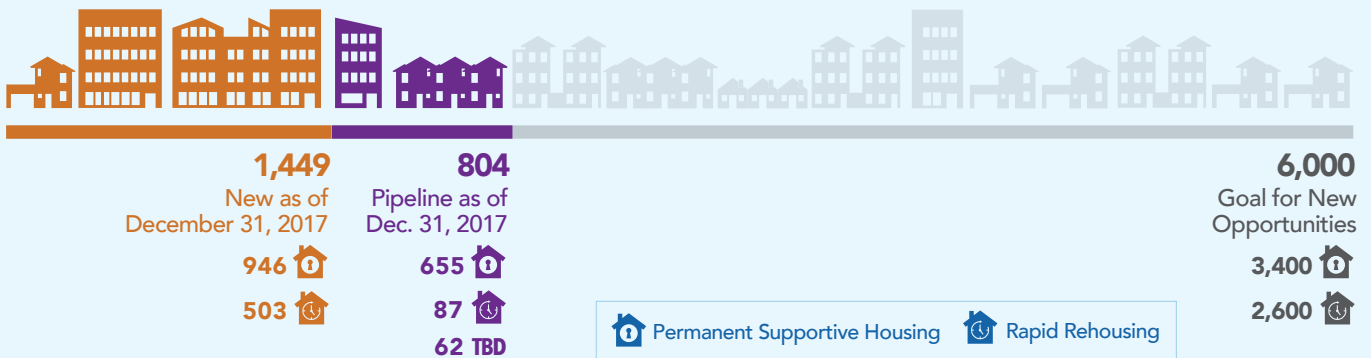 1,449
New as of
December 31, 2017
946
503
804
Pipeline as of
Dec. 31, 2017
655
87
62 TBD
6,000
Goal for New
Opportunities
3,400
2,600
Permanent Supportive Housing
Rapid Rehousing